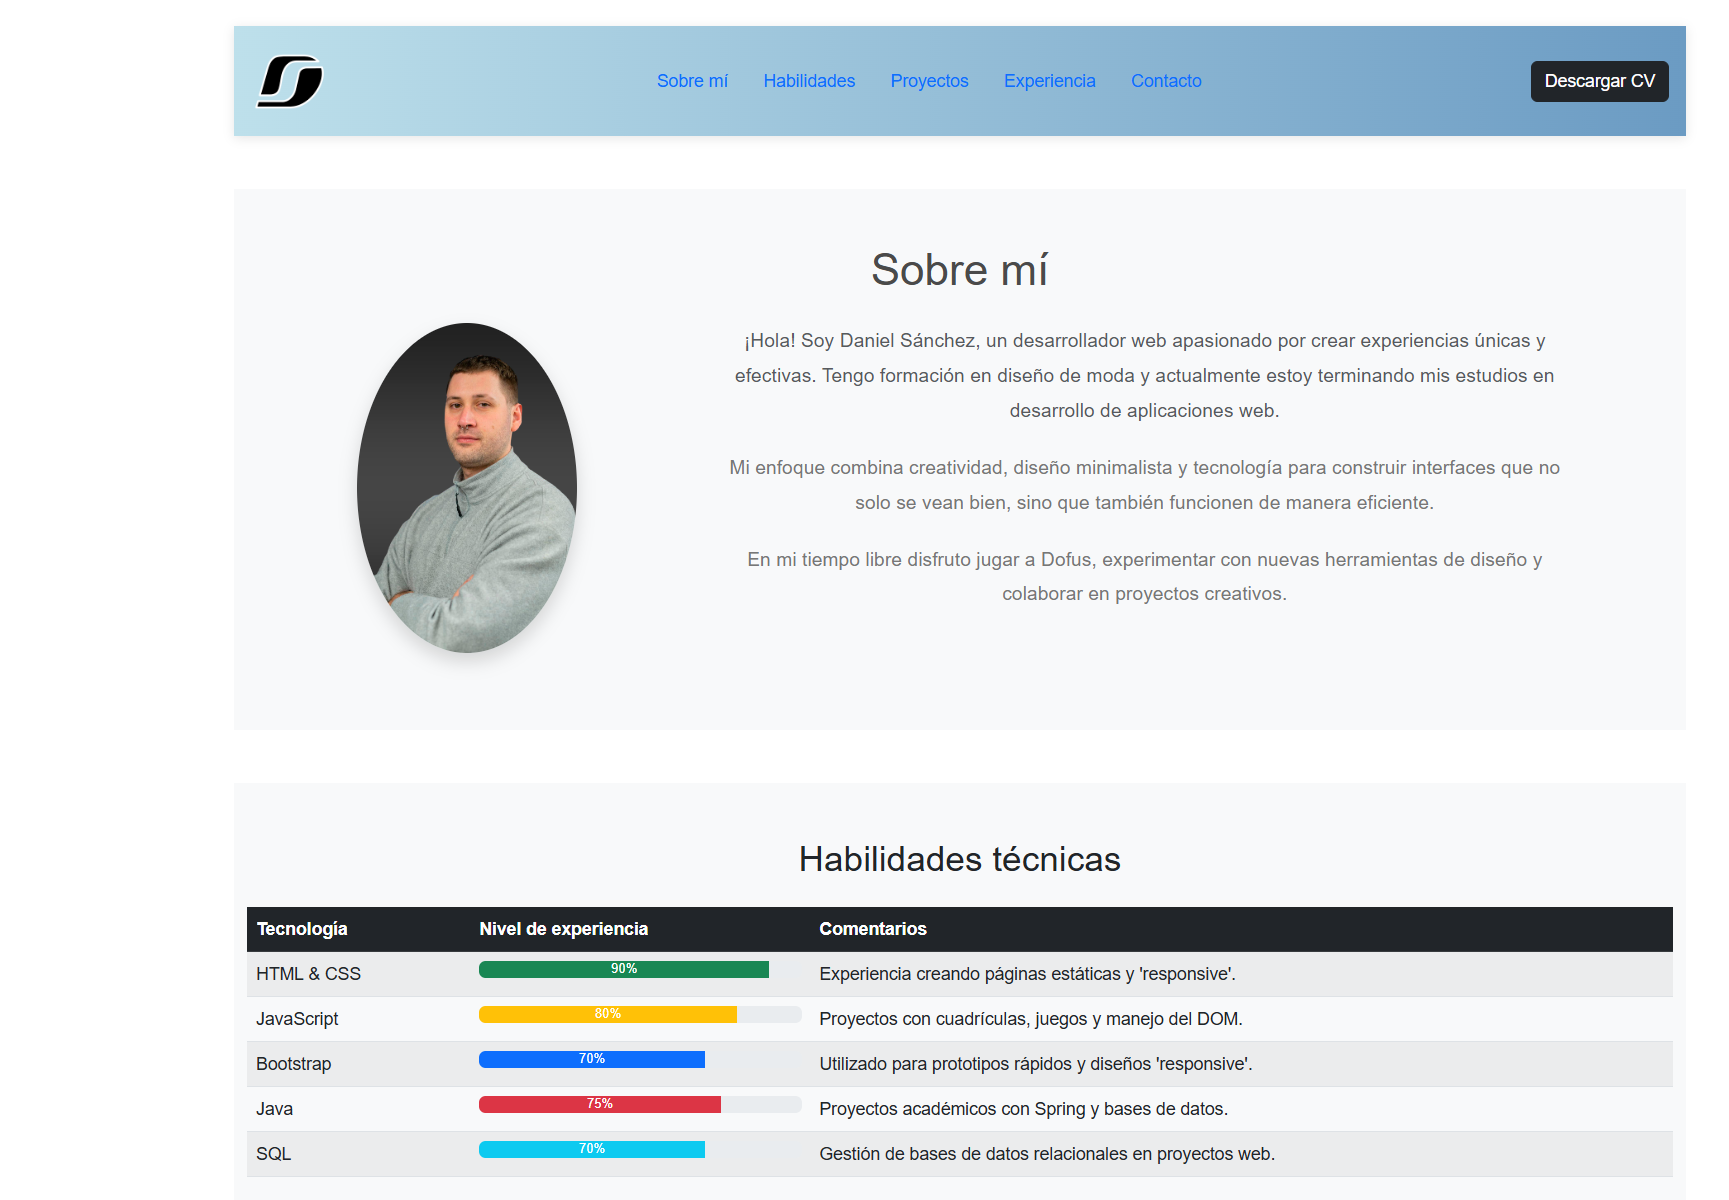 Sobre mí
Habilidades
Proyectos
Experiencia
Contacto
Descargar CV
Sobre mí
¡Hola! Soy Daniel Sánchez, un desarrollador web apasionado por crear experiencias únicas y
efectivas. Tengo formación en diseño de moda y actualmente estoy terminando mis estudios en
desarrollo de aplicaciones web.
Mi enfoque combina creatividad, diseño minimalista y tecnología para construir interfaces que no
solo se vean bien, sino que también funcionen de manera eficiente.
En mi tiempo libre disfruto jugar a Dofus, experimentar con nuevas herramientas de diseño y
colaborar en proyectos creativos.
Habilidades técnicas
Tecnología Nivel de experiencia Comentarios
HTML & CSS 90% Experiencia creando páginas estáticas y 'responsive'.
JavaScript 80% Proyectos con cuadrículas, juegos y manejo del DOM.
Bootstrap 70% Utilizado para prototipos rápidos y diseños 'responsive'.
Java 75% Proyectos académicos con Spring y bases de datos.
SQL 70% Gestión de bases de datos relacionales en proyectos web.